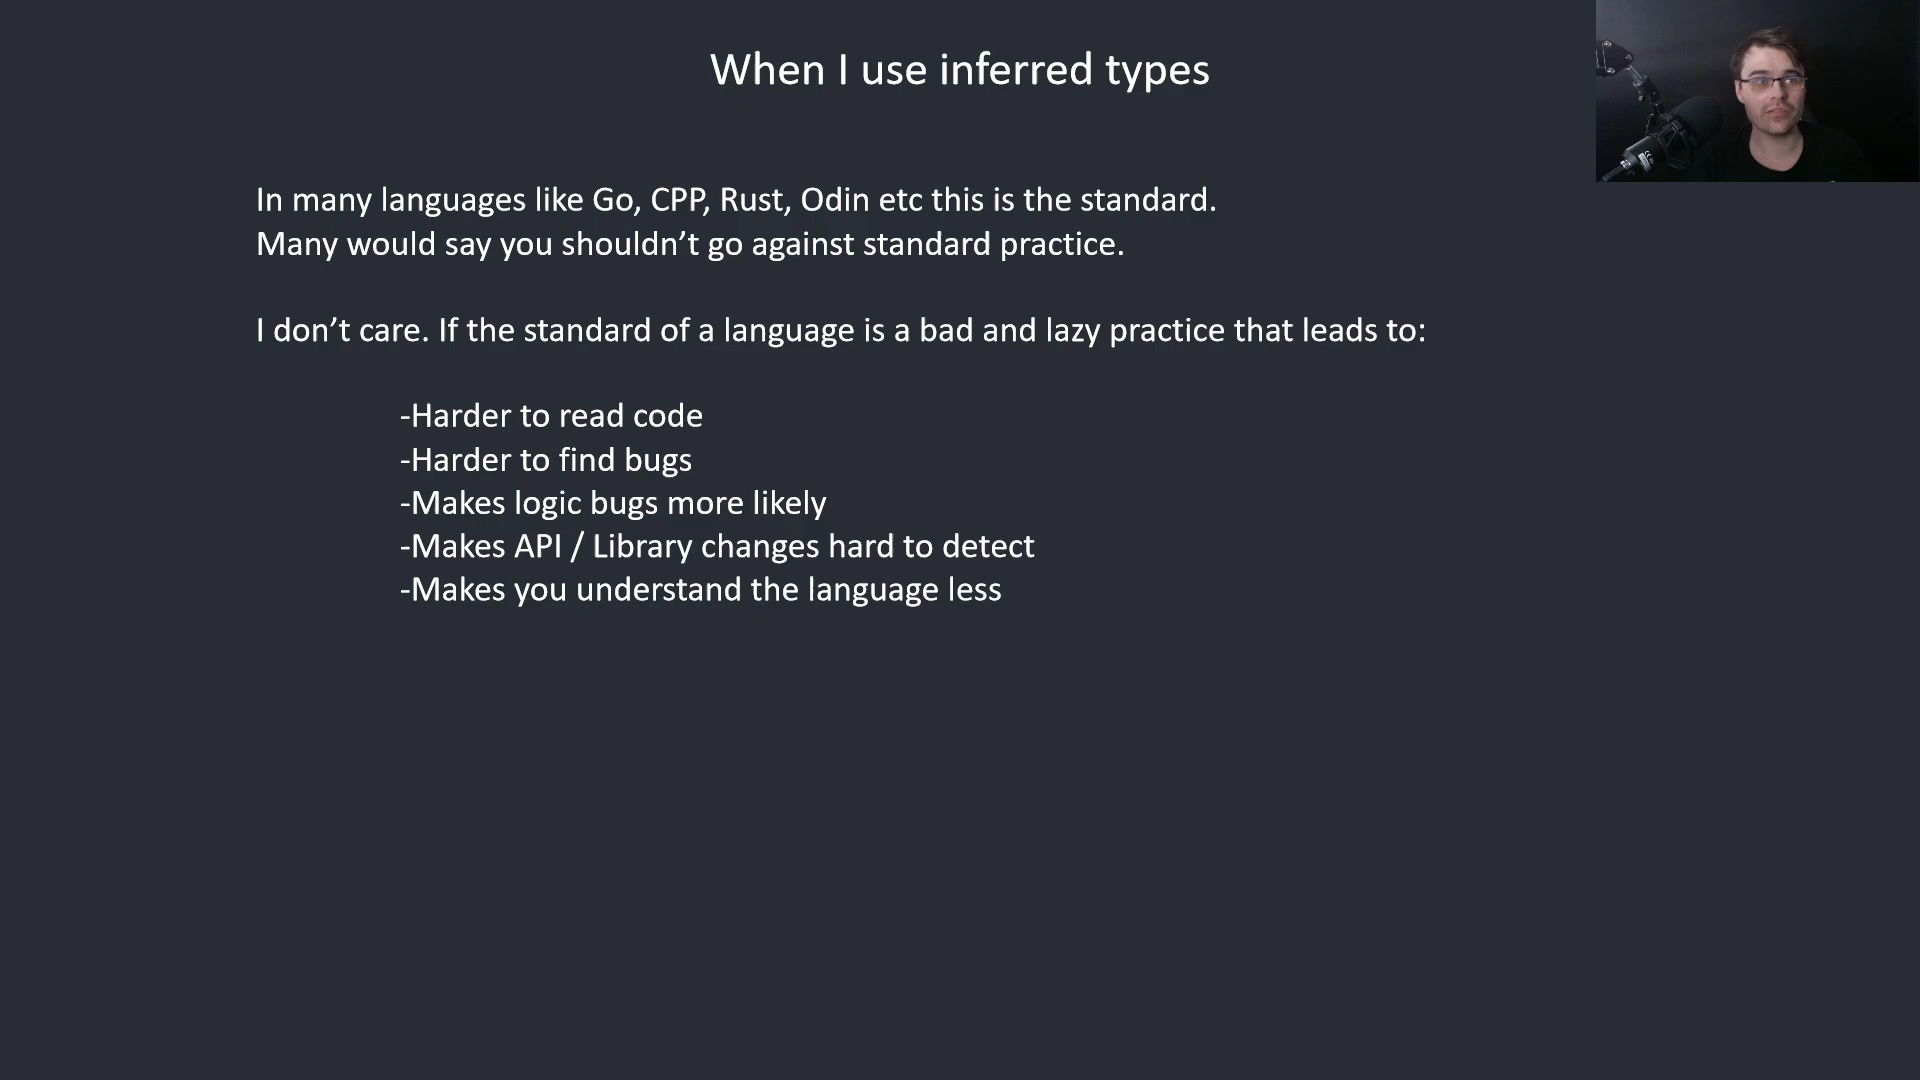 When I use inferred types
In many languages like Go, CPP, Rust, Odin etc this is the standard.
Many would say you shouldn’t go against standard practice.
I don’t care. If the standard of a language is a bad and lazy practice that leads to:
-Harder to read code
-Harder to find bugs
-Makes logic bugs more likely
-Makes API / Library changes hard to detect
-Makes you understand the language less